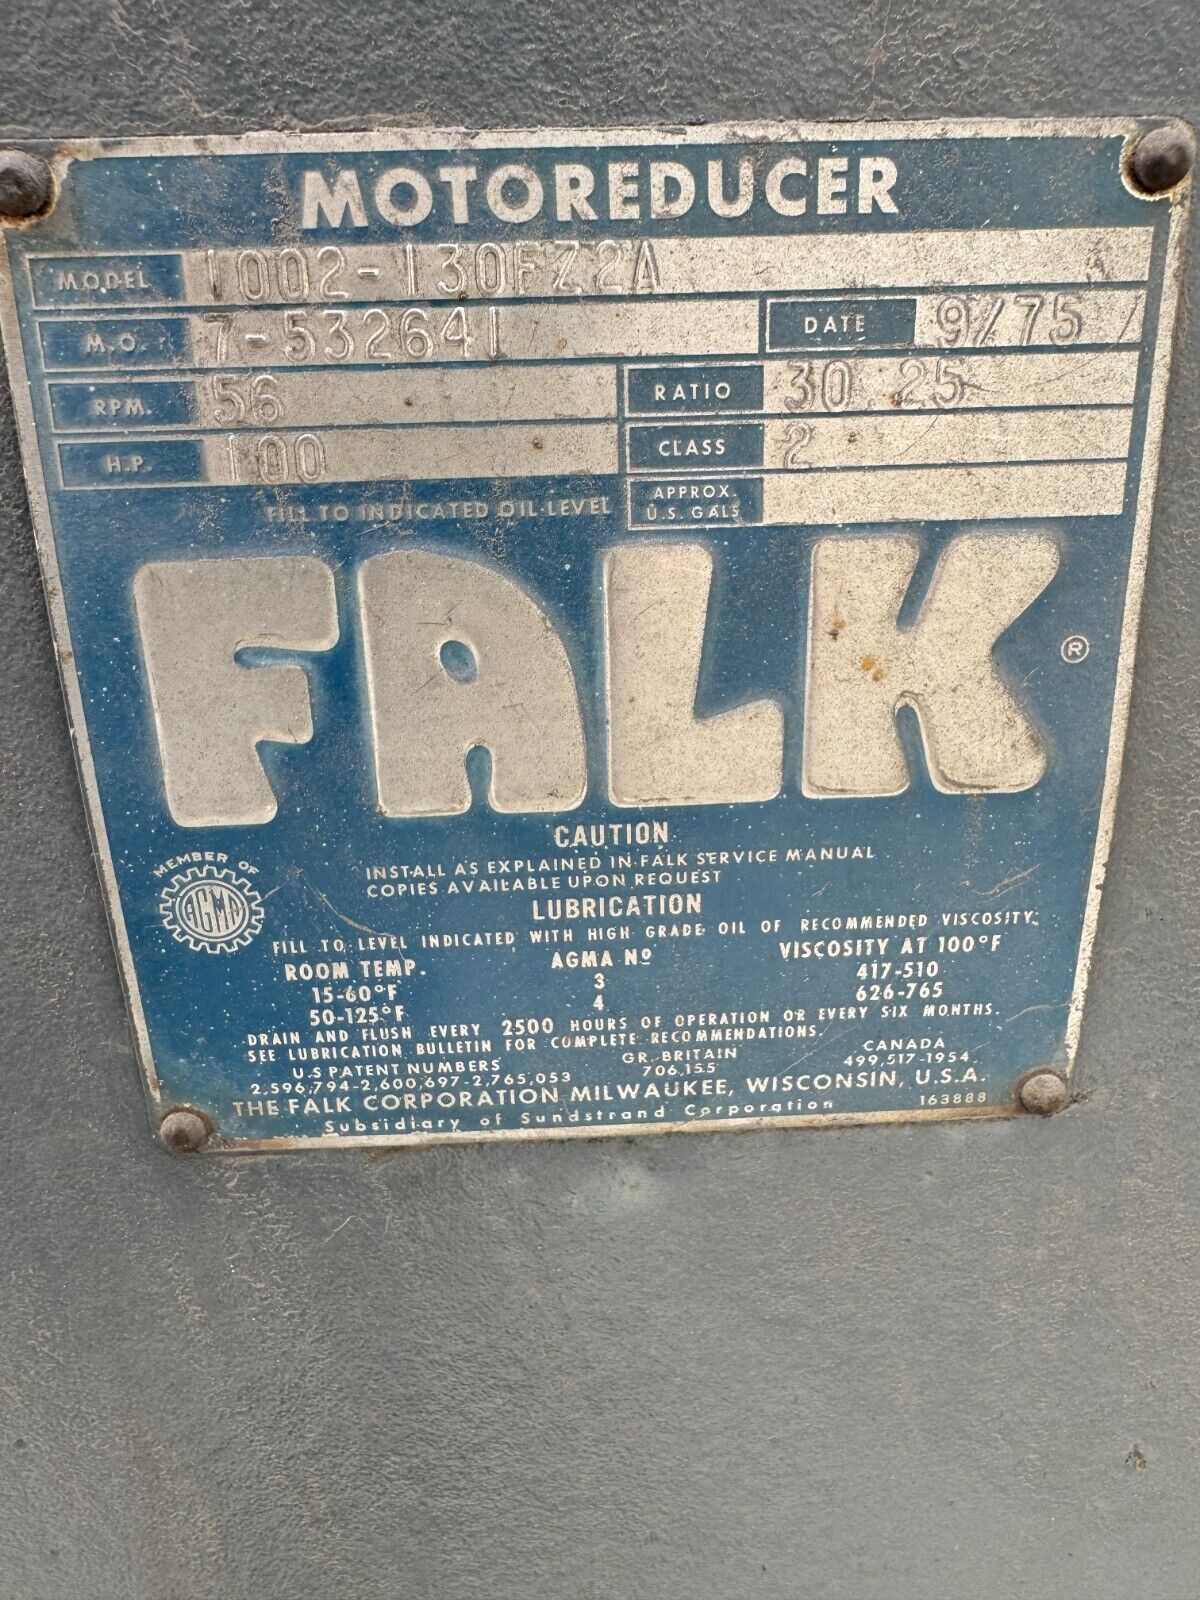 MOTOREDUCER
MODEL 1002-130FZ2A
M.O. 7-532641 DATE 9/75
RPM. 56 RATIO 30.25
H.P. 100 CLASS 2
FILL TO INDICATED OIL LEVEL APPROX. U.S. GALS
FALK ®
CAUTION
INSTALL AS EXPLAINED IN FALK SERVICE MANUAL
COPIES AVAILABLE UPON REQUEST
MEMBER OF
AGMA
LUBRICATION
FILL TO LEVEL INDICATED WITH HIGH GRADE OIL OF RECOMMENDED VISCOSITY.
ROOM TEMP. AGMA Nº VISCOSITY AT 100°F
15-60°F 3 417-510
50-125°F 4 626-765
DRAIN AND FLUSH EVERY 2500 HOURS OF OPERATION OR EVERY SIX MONTHS.
SEE LUBRICATION BULLETIN FOR COMPLETE RECOMMENDATIONS.
U.S PATENT NUMBERS GR. BRITAIN CANADA
2,596,794-2,600,697-2,765,053 706,155 499,517-1954
THE FALK CORPORATION, MILWAUKEE, WISCONSIN, U.S.A.
Subsidiary of Sundstrand Corporation 163888